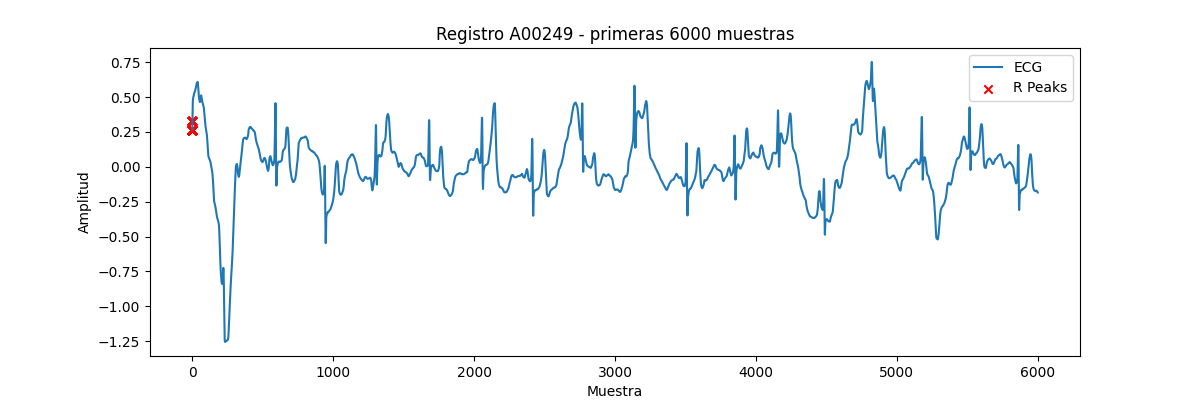 Registro A00249 - primeras 6000 muestras
ECG
R Peaks
Amplitud
0.75
0.50
0.25
0.00
−0.25
−0.50
−0.75
−1.00
−1.25
0 1000 2000 3000 4000 5000 6000
Muestra